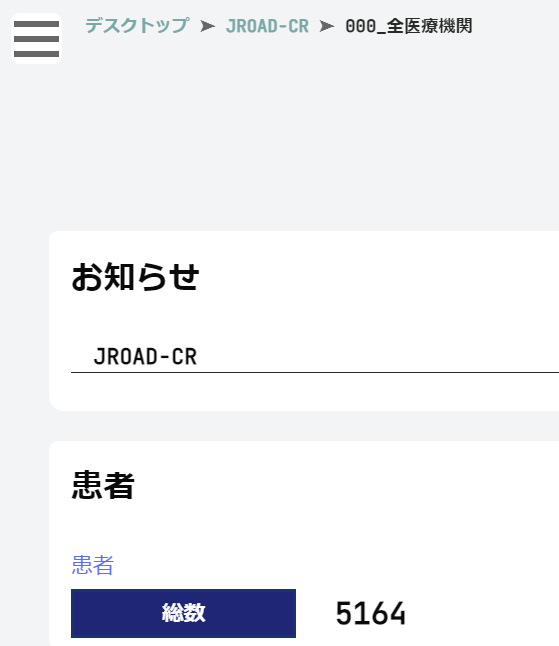 デスクトップ ➤ JROAD-CR ➤ 000_全医療機関
お知らせ
JROAD-CR
患者
患者
総数 5164